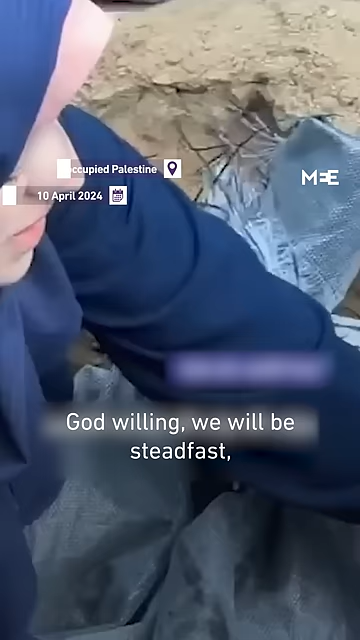 ccupied Palestine
MEE
10 April 2024
God willing, we will be
steadfast,